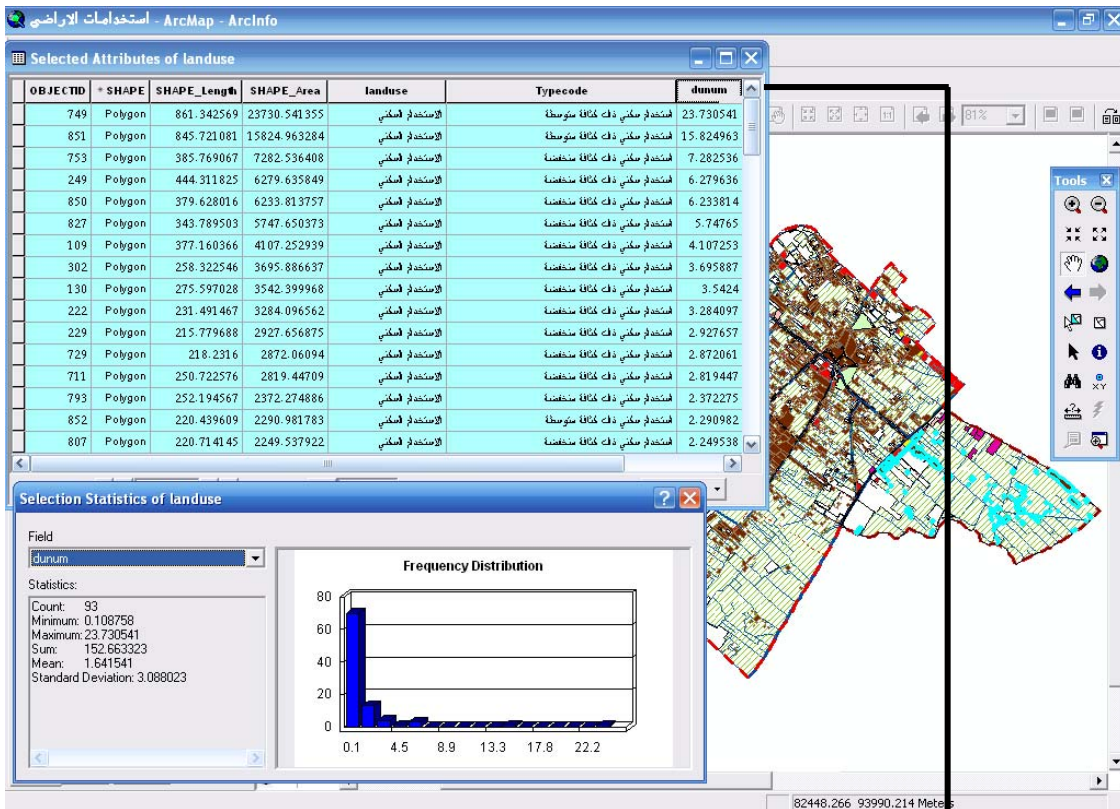 استخدامات الاراضي - ArcMap - ArcInfo
Selected Attributes of landuse
OBJECTID * SHAPE SHAPE_Length SHAPE_Area landuse Typecode dunum
749 Polygon 861.342569 23730.541355 الاستخدام السكني استخدام سكني ذات كثافة متوسطة 23.730541
851 Polygon 845.721081 15824.963284 الاستخدام السكني استخدام سكني ذات كثافة متوسطة 15.824963
753 Polygon 385.769067 7282.536408 الاستخدام السكني استخدام سكني ذات كثافة منخفضة 7.282536
249 Polygon 444.311825 6279.635849 الاستخدام السكني استخدام سكني ذات كثافة منخفضة 6.279636
850 Polygon 379.628016 6233.813757 الاستخدام السكني استخدام سكني ذات كثافة منخفضة 6.233814
827 Polygon 343.789503 5747.650373 الاستخدام السكني استخدام سكني ذات كثافة منخفضة 5.74765
109 Polygon 377.160366 4107.252939 الاستخدام السكني استخدام سكني ذات كثافة منخفضة 4.107253
302 Polygon 258.322546 3695.886637 الاستخدام السكني استخدام سكني ذات كثافة منخفضة 3.695887
130 Polygon 275.597028 3542.399968 الاستخدام السكني استخدام سكني ذات كثافة منخفضة 3.5424
222 Polygon 231.491467 3284.096562 الاستخدام السكني استخدام سكني ذات كثافة منخفضة 3.284097
229 Polygon 215.779688 2927.656875 الاستخدام السكني استخدام سكني ذات كثافة منخفضة 2.927657
729 Polygon 218.2316 2872.06094 الاستخدام السكني استخدام سكني ذات كثافة منخفضة 2.872061
711 Polygon 250.722576 2819.44709 الاستخدام السكني استخدام سكني ذات كثافة منخفضة 2.819447
793 Polygon 252.194567 2372.274886 الاستخدام السكني استخدام سكني ذات كثافة منخفضة 2.372275
852 Polygon 220.439609 2290.981783 الاستخدام السكني استخدام سكني ذات كثافة متوسطة 2.290982
807 Polygon 220.714145 2249.537922 الاستخدام السكني استخدام سكني ذات كثافة منخفضة 2.249538
81%
Tools
Selection Statistics of landuse
Field
dunum
Statistics:
Count: 93
Minimum: 0.108758
Maximum: 23.730541
Sum: 152.663323
Mean: 1.641541
Standard Deviation: 3.088023
Frequency Distribution
80
60
40
20
0
0.1 4.5 8.9 13.3 17.8 22.2
82448.266 93990.214 Meters